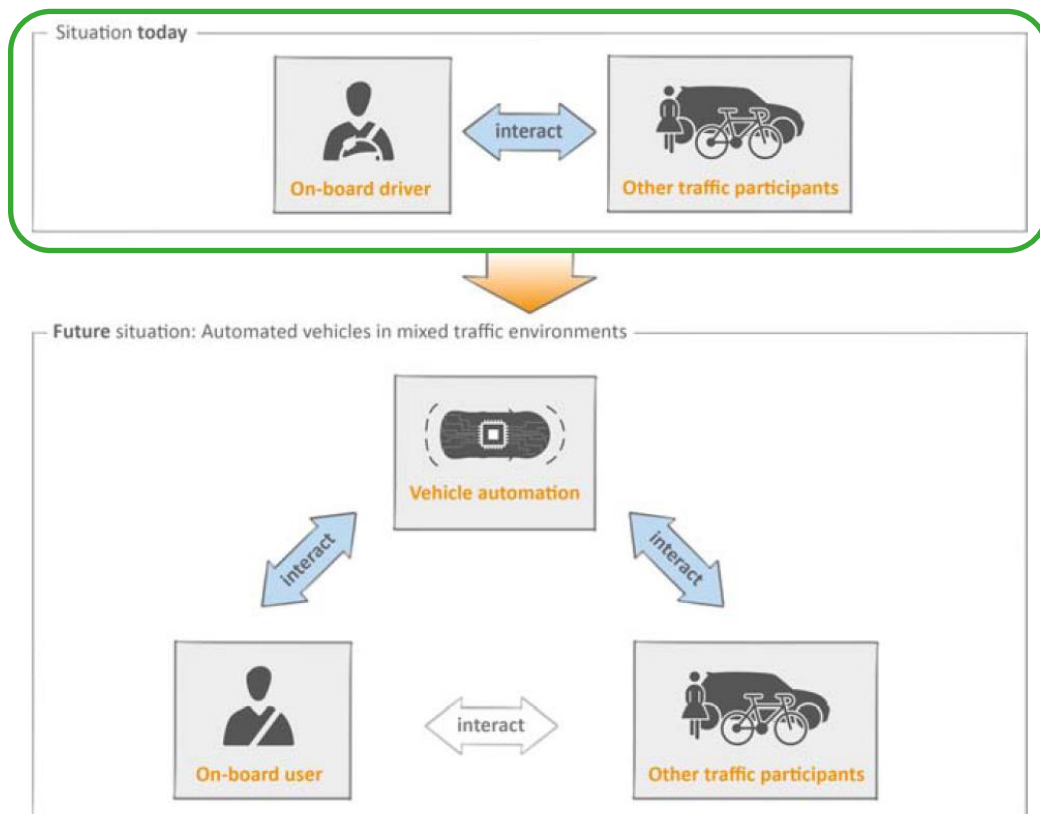 Situation today
interact
On-board driver
Other traffic participants
Future situation: Automated vehicles in mixed traffic environments
Vehicle automation
interact
interact
interact
On-board user
Other traffic participants